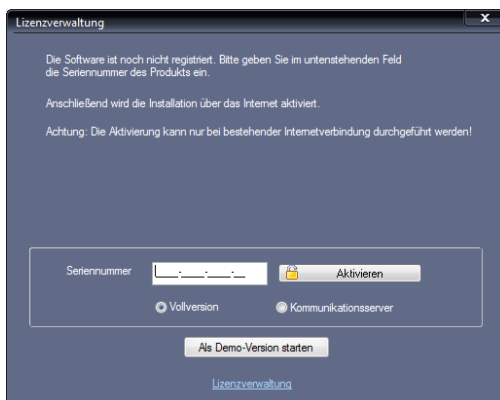 Lizenzverwaltung
Die Software ist noch nicht registriert. Bitte geben Sie im untenstehenden Feld
die Seriennummer des Produkts ein.
Anschließend wird die Installation über das Internet aktiviert.
Achtung: Die Aktivierung kann nur bei bestehender Internetverbindung durchgeführt werden!
Seriennummer
Aktivieren
Vollversion
Kommunikationsserver
Als Demo-Version starten
Lizenzverwaltung